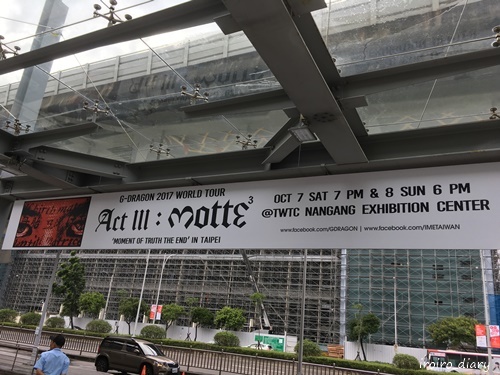 G-DRAGON 2017 WORLD TOUR
Act III : MOTTE3
'MOMENT OF TRUTH THE END' IN TAIPEI
OCT 7 SAT 7 PM & 8 SUN 6 PM
@TWTC NANGANG EXHIBITION CENTER
www.facebook.com/GDRAGON | www.facebook.com/IMETAIWAN
iroiro diary